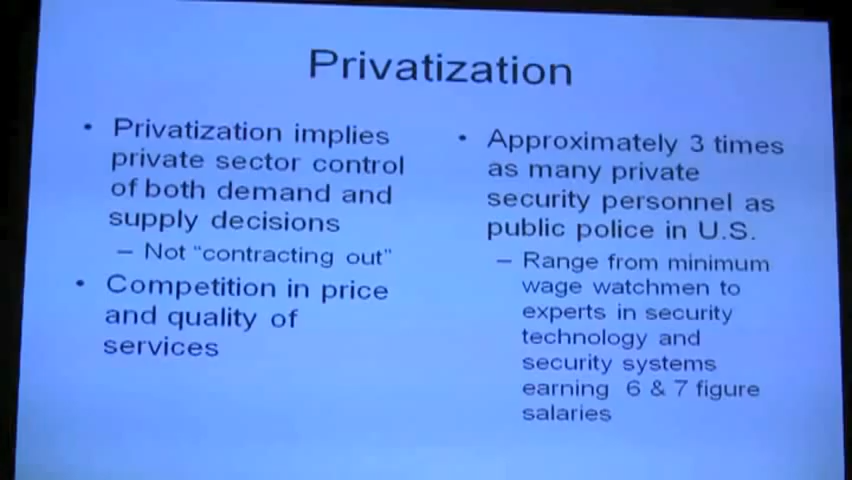 Privatization
• Privatization implies
private sector control
of both demand and
supply decisions
– Not "contracting out"
• Competition in price
and quality of
services
• Approximately 3 times
as many private
security personnel as
public police in U.S.
– Range from minimum
wage watchmen to
experts in security
technology and
security systems
earning 6 & 7 figure
salaries